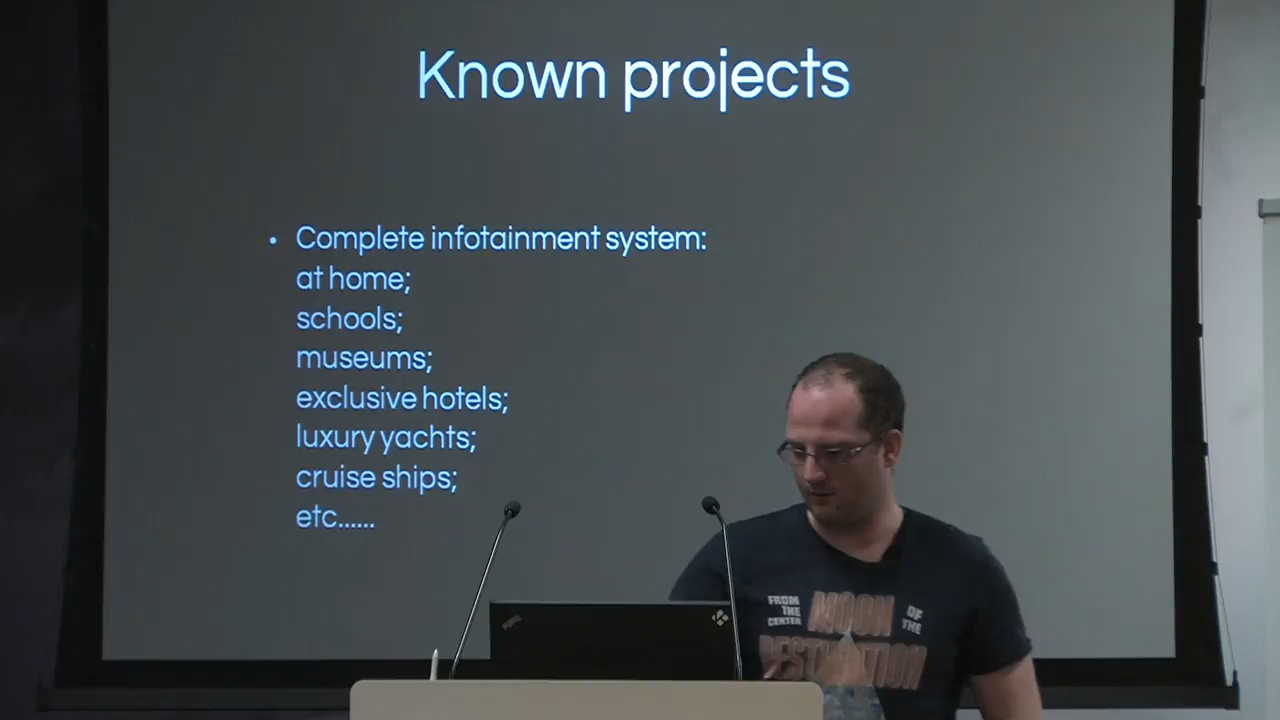 Known projects
• Complete infotainment system:
at home;
schools;
museums;
exclusive hotels;
luxury yachts;
cruise ships;
etc......
FROM THE CENTER
MOON
OF THE
DESTINATION